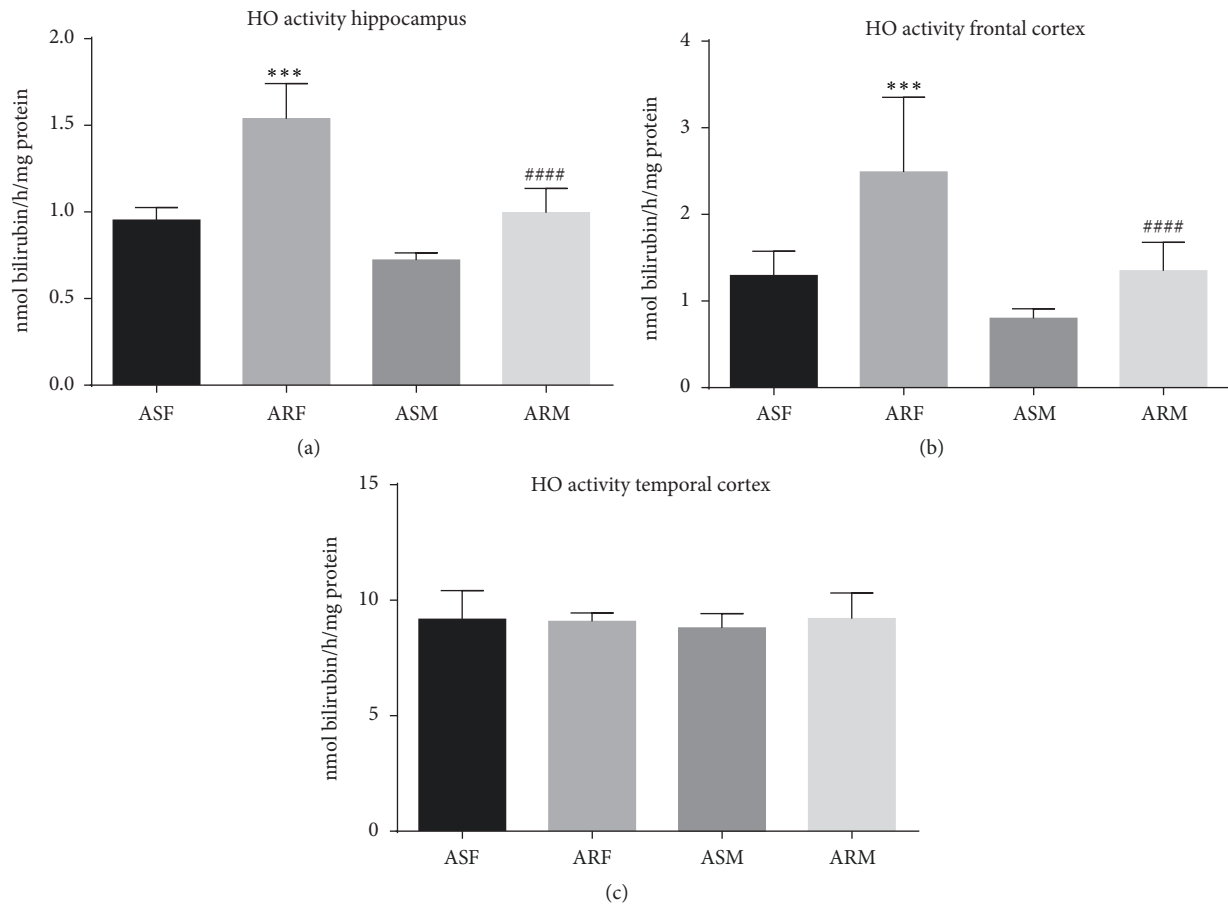 HO activity hippocampus
nmol bilirubin/h/mg protein
2.0
1.5
1.0
0.5
0.0
***
####
ASF ARF ASM ARM
(a)
HO activity frontal cortex
nmol bilirubin/h/mg protein
4
3
2
1
0
***
####
ASF ARF ASM ARM
(b)
HO activity temporal cortex
nmol bilirubin/h/mg protein
15
10
5
0
ASF ARF ASM ARM
(c)